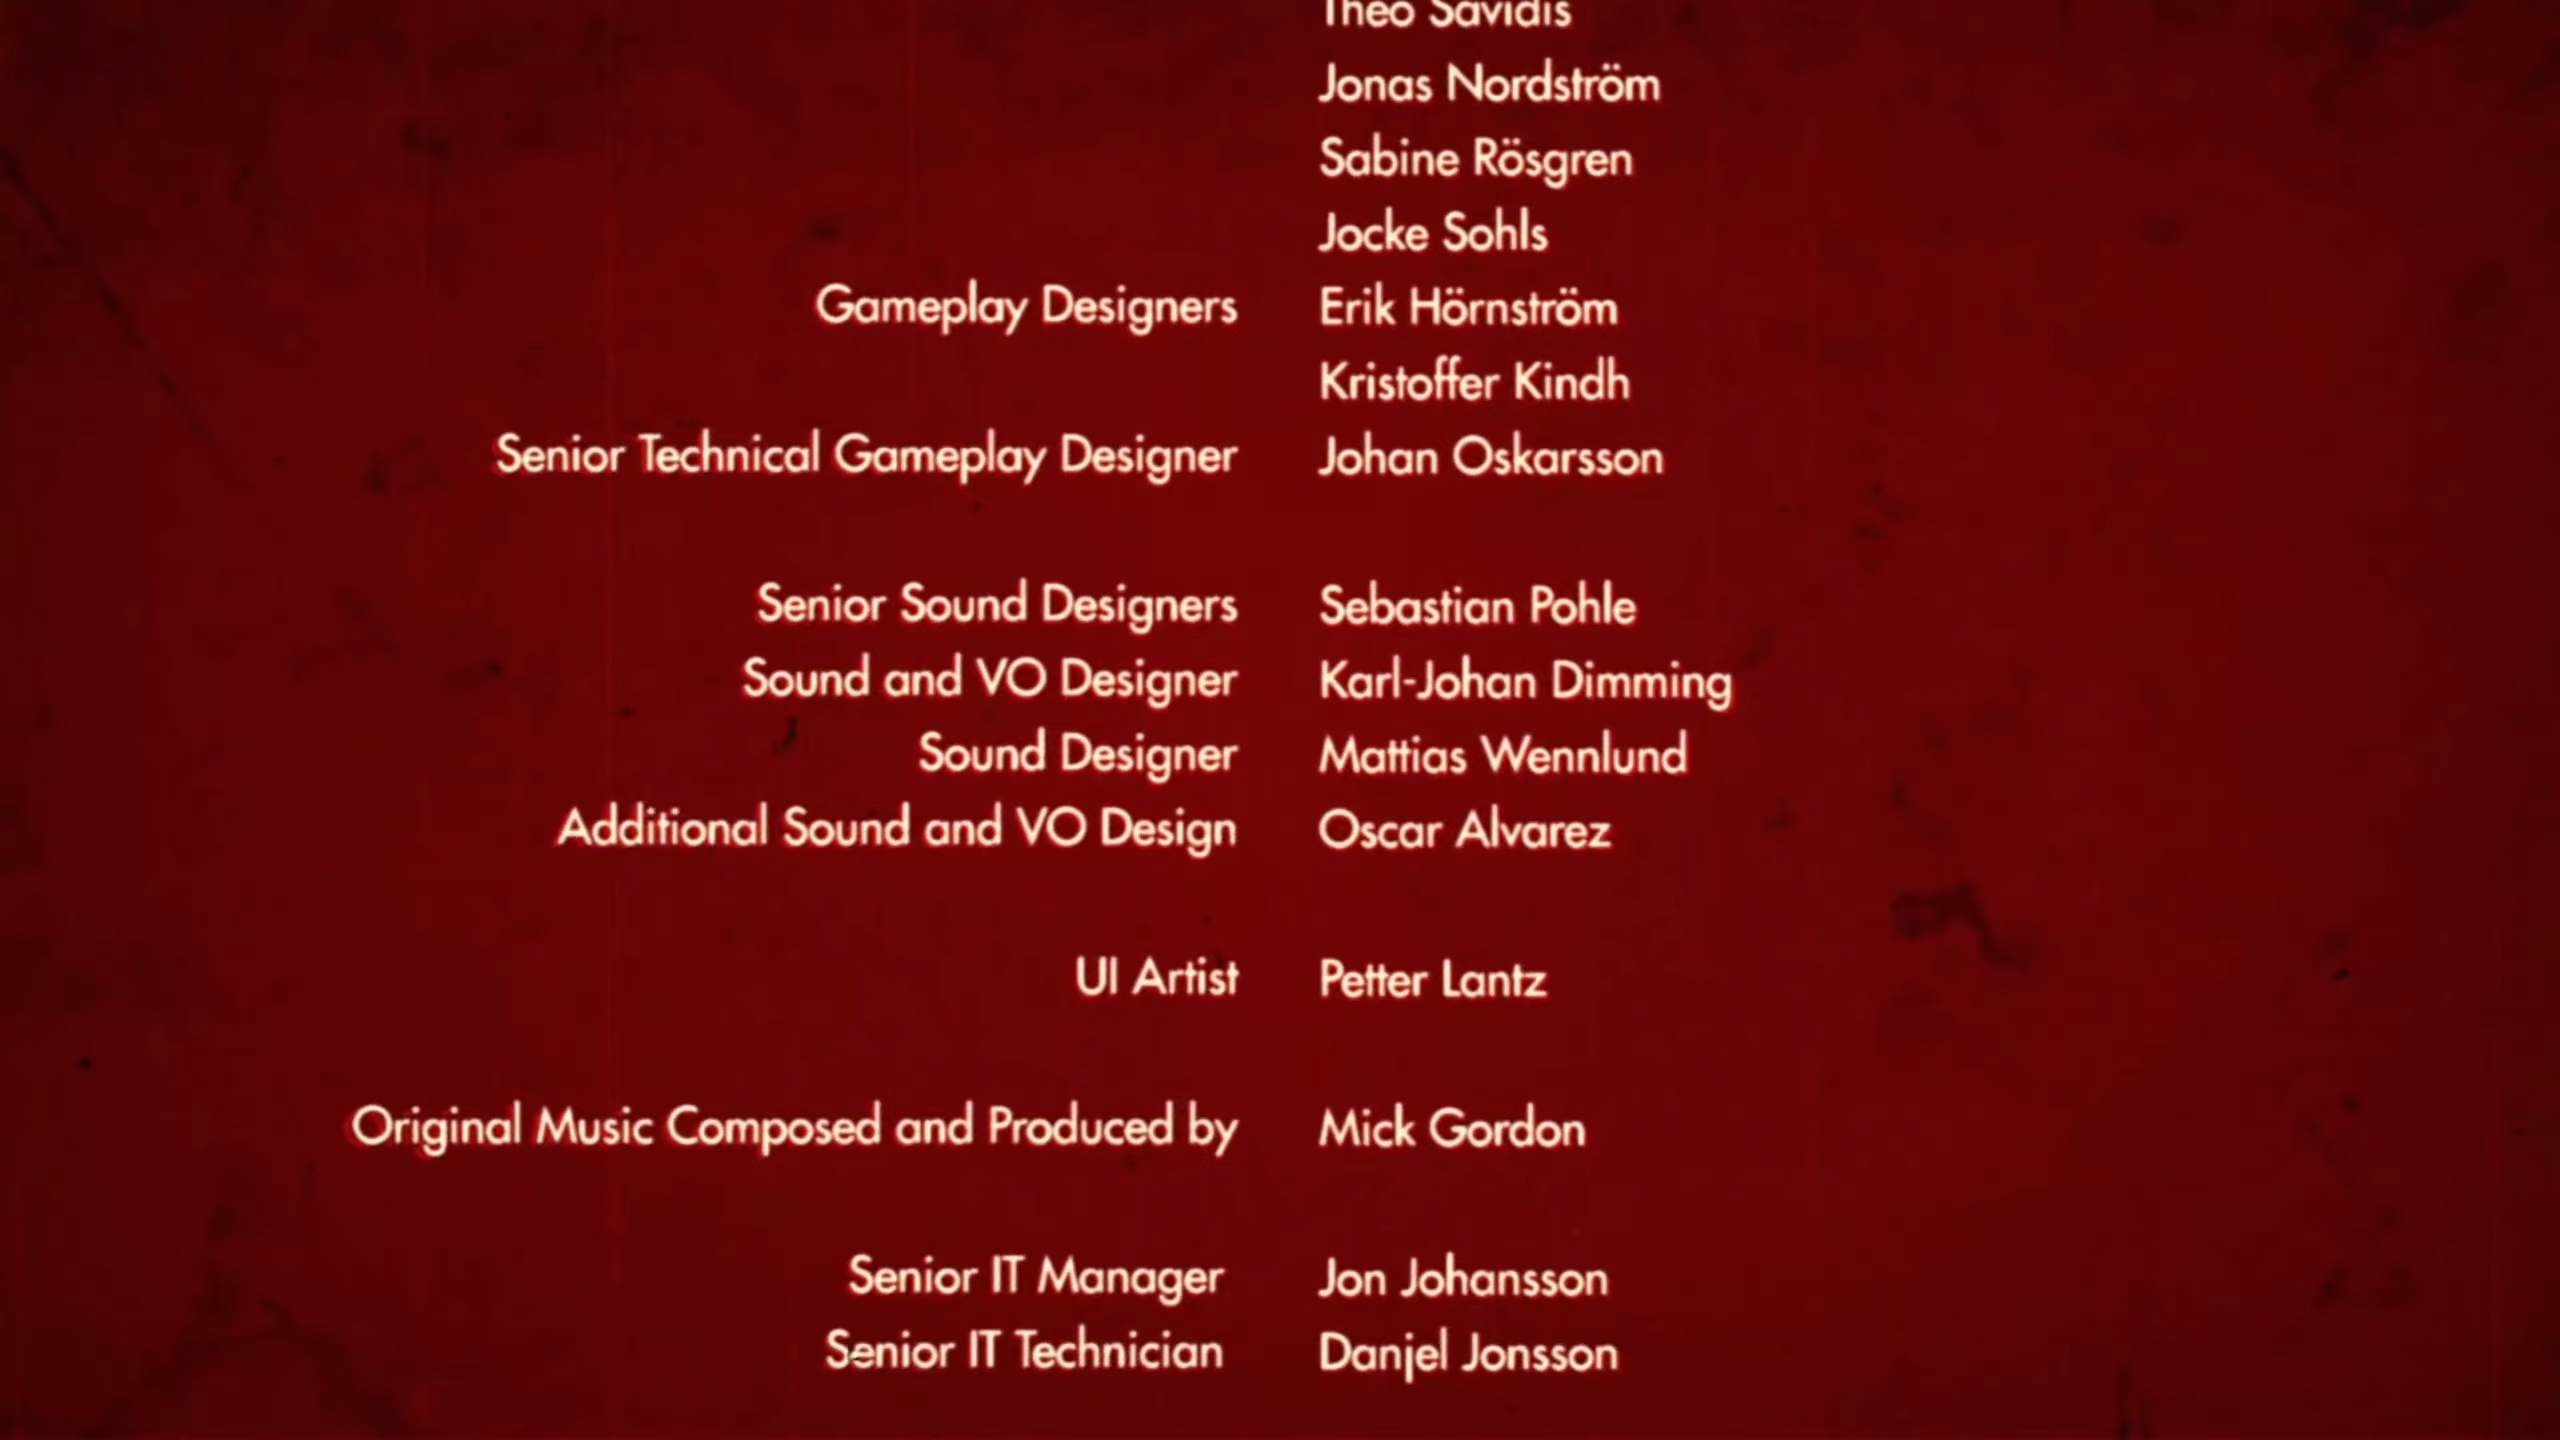 Theo Savidis
Jonas Nordström
Sabine Rösgren
Jocke Sohls
Gameplay Designers Erik Hörnström
Kristoffer Kindh
Senior Technical Gameplay Designer Johan Oskarsson
Senior Sound Designers Sebastian Pohle
Sound and VO Designer Karl-Johan Dimming
Sound Designer Mattias Wennlund
Additional Sound and VO Design Oscar Alvarez
UI Artist Petter Lantz
Original Music Composed and Produced by Mick Gordon
Senior IT Manager Jon Johansson
Senior IT Technician Danjel Jonsson